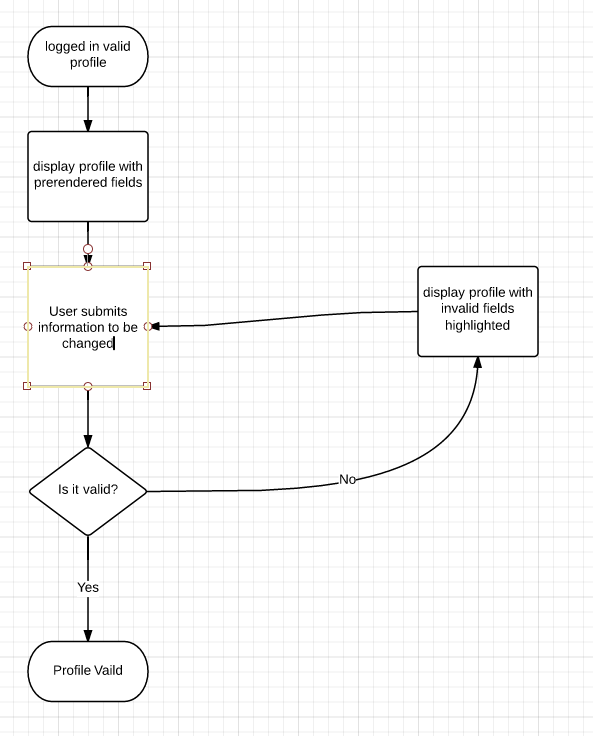 logged in valid
profile
display profile with
prerendered fields
User submits
information to be
changed
display profile with
invalid fields
highlighted
Is it valid?
No
Yes
Profile Vaild